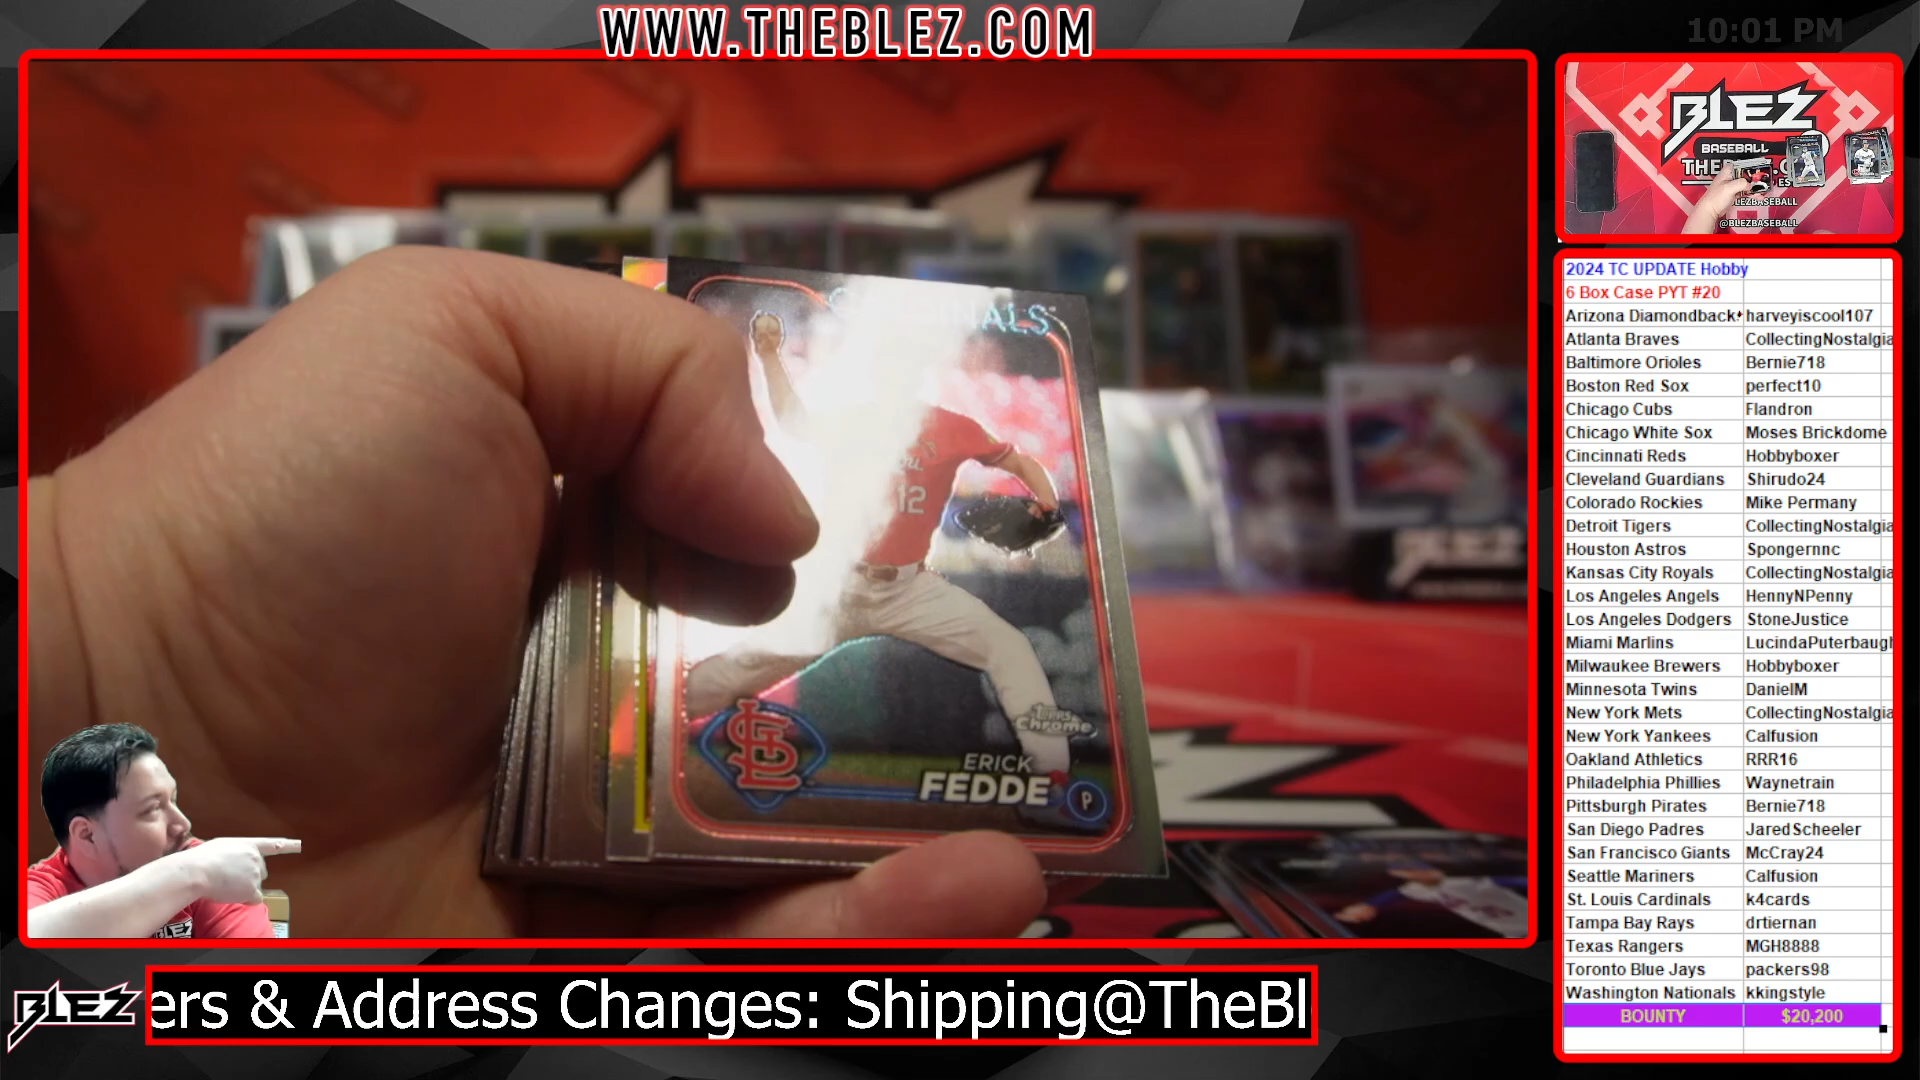 WWW.THEBLEZ.COM
10:01 PM
BLEZ
BASEBALL
@BLEZBASEBALL
12
Topps
Chrome
ERICK
FEDDE
P
2024 TC UPDATE Hobby
6 Box Case PYT #20
Arizona Diamondback harveyiscool107
Atlanta Braves CollectingNostalgia
Baltimore Orioles Bernie718
Boston Red Sox perfect10
Chicago Cubs Flandron
Chicago White Sox Moses Brickdome
Cincinnati Reds Hobbyboxer
Cleveland Guardians Shirudo24
Colorado Rockies Mike Permany
Detroit Tigers CollectingNostalgia
Houston Astros Spongernnc
Kansas City Royals CollectingNostalgia
Los Angeles Angels HennyNPenny
Los Angeles Dodgers StoneJustice
Miami Marlins LucindaPuterbaugh
Milwaukee Brewers Hobbyboxer
Minnesota Twins DanielM
New York Mets CollectingNostalgia
New York Yankees Calfusion
Oakland Athletics RRR16
Philadelphia Phillies Waynetrain
Pittsburgh Pirates Bernie718
San Diego Padres JaredScheeler
San Francisco Giants McCray24
Seattle Mariners Calfusion
St. Louis Cardinals k4cards
Tampa Bay Rays drtiernan
Texas Rangers MGH8888
Toronto Blue Jays packers98
Washington Nationals kkingstyle
BOUNTY $20,200
BLEZ
ers & Address Changes: Shipping@TheBl